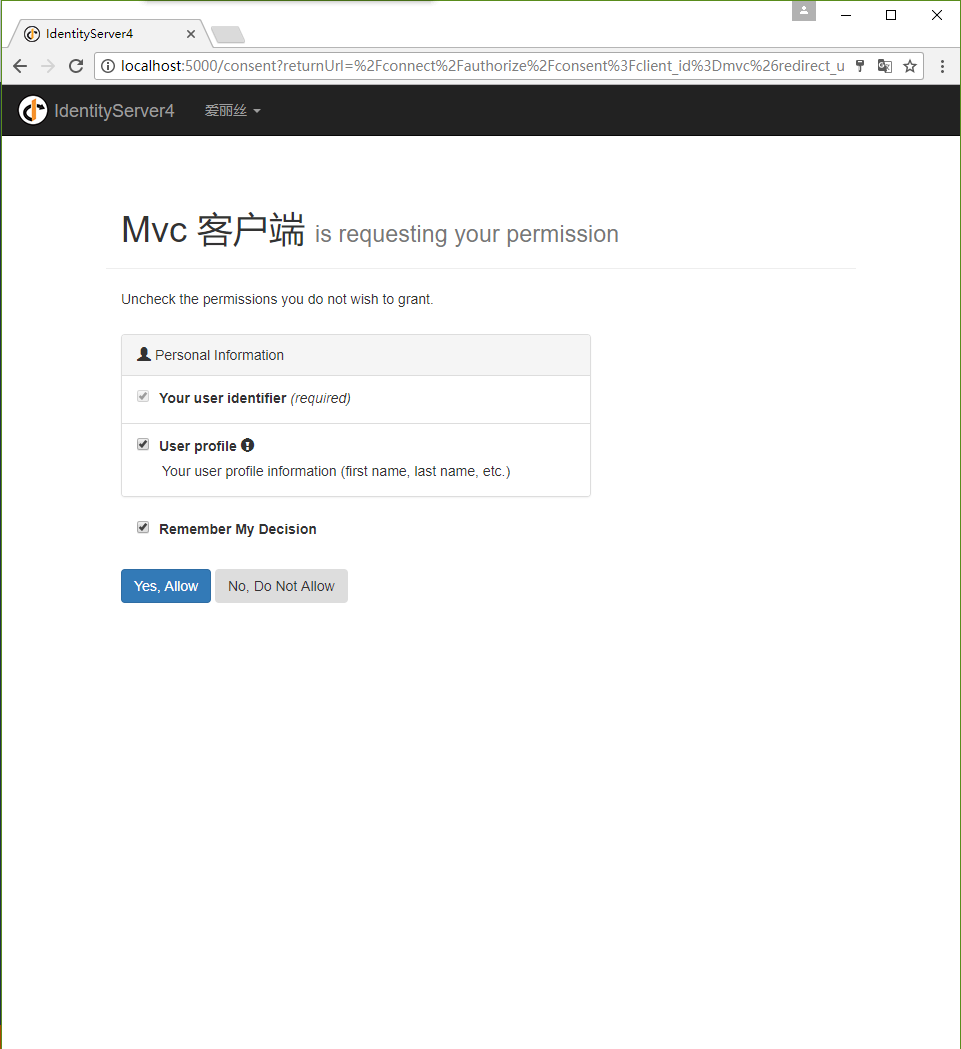 IdentityServer4
localhost:5000/consent?returnUrl=%2Fconnect%2Fauthorize%2Fconsent%3Fclient_id%3Dmvc%26redirect_u
IdentityServer4 爱丽丝
Mvc 客户端 is requesting your permission
Uncheck the permissions you do not wish to grant.
Personal Information
Your user identifier (required)
User profile
Your user profile information (first name, last name, etc.)
Remember My Decision
Yes, Allow No, Do Not Allow